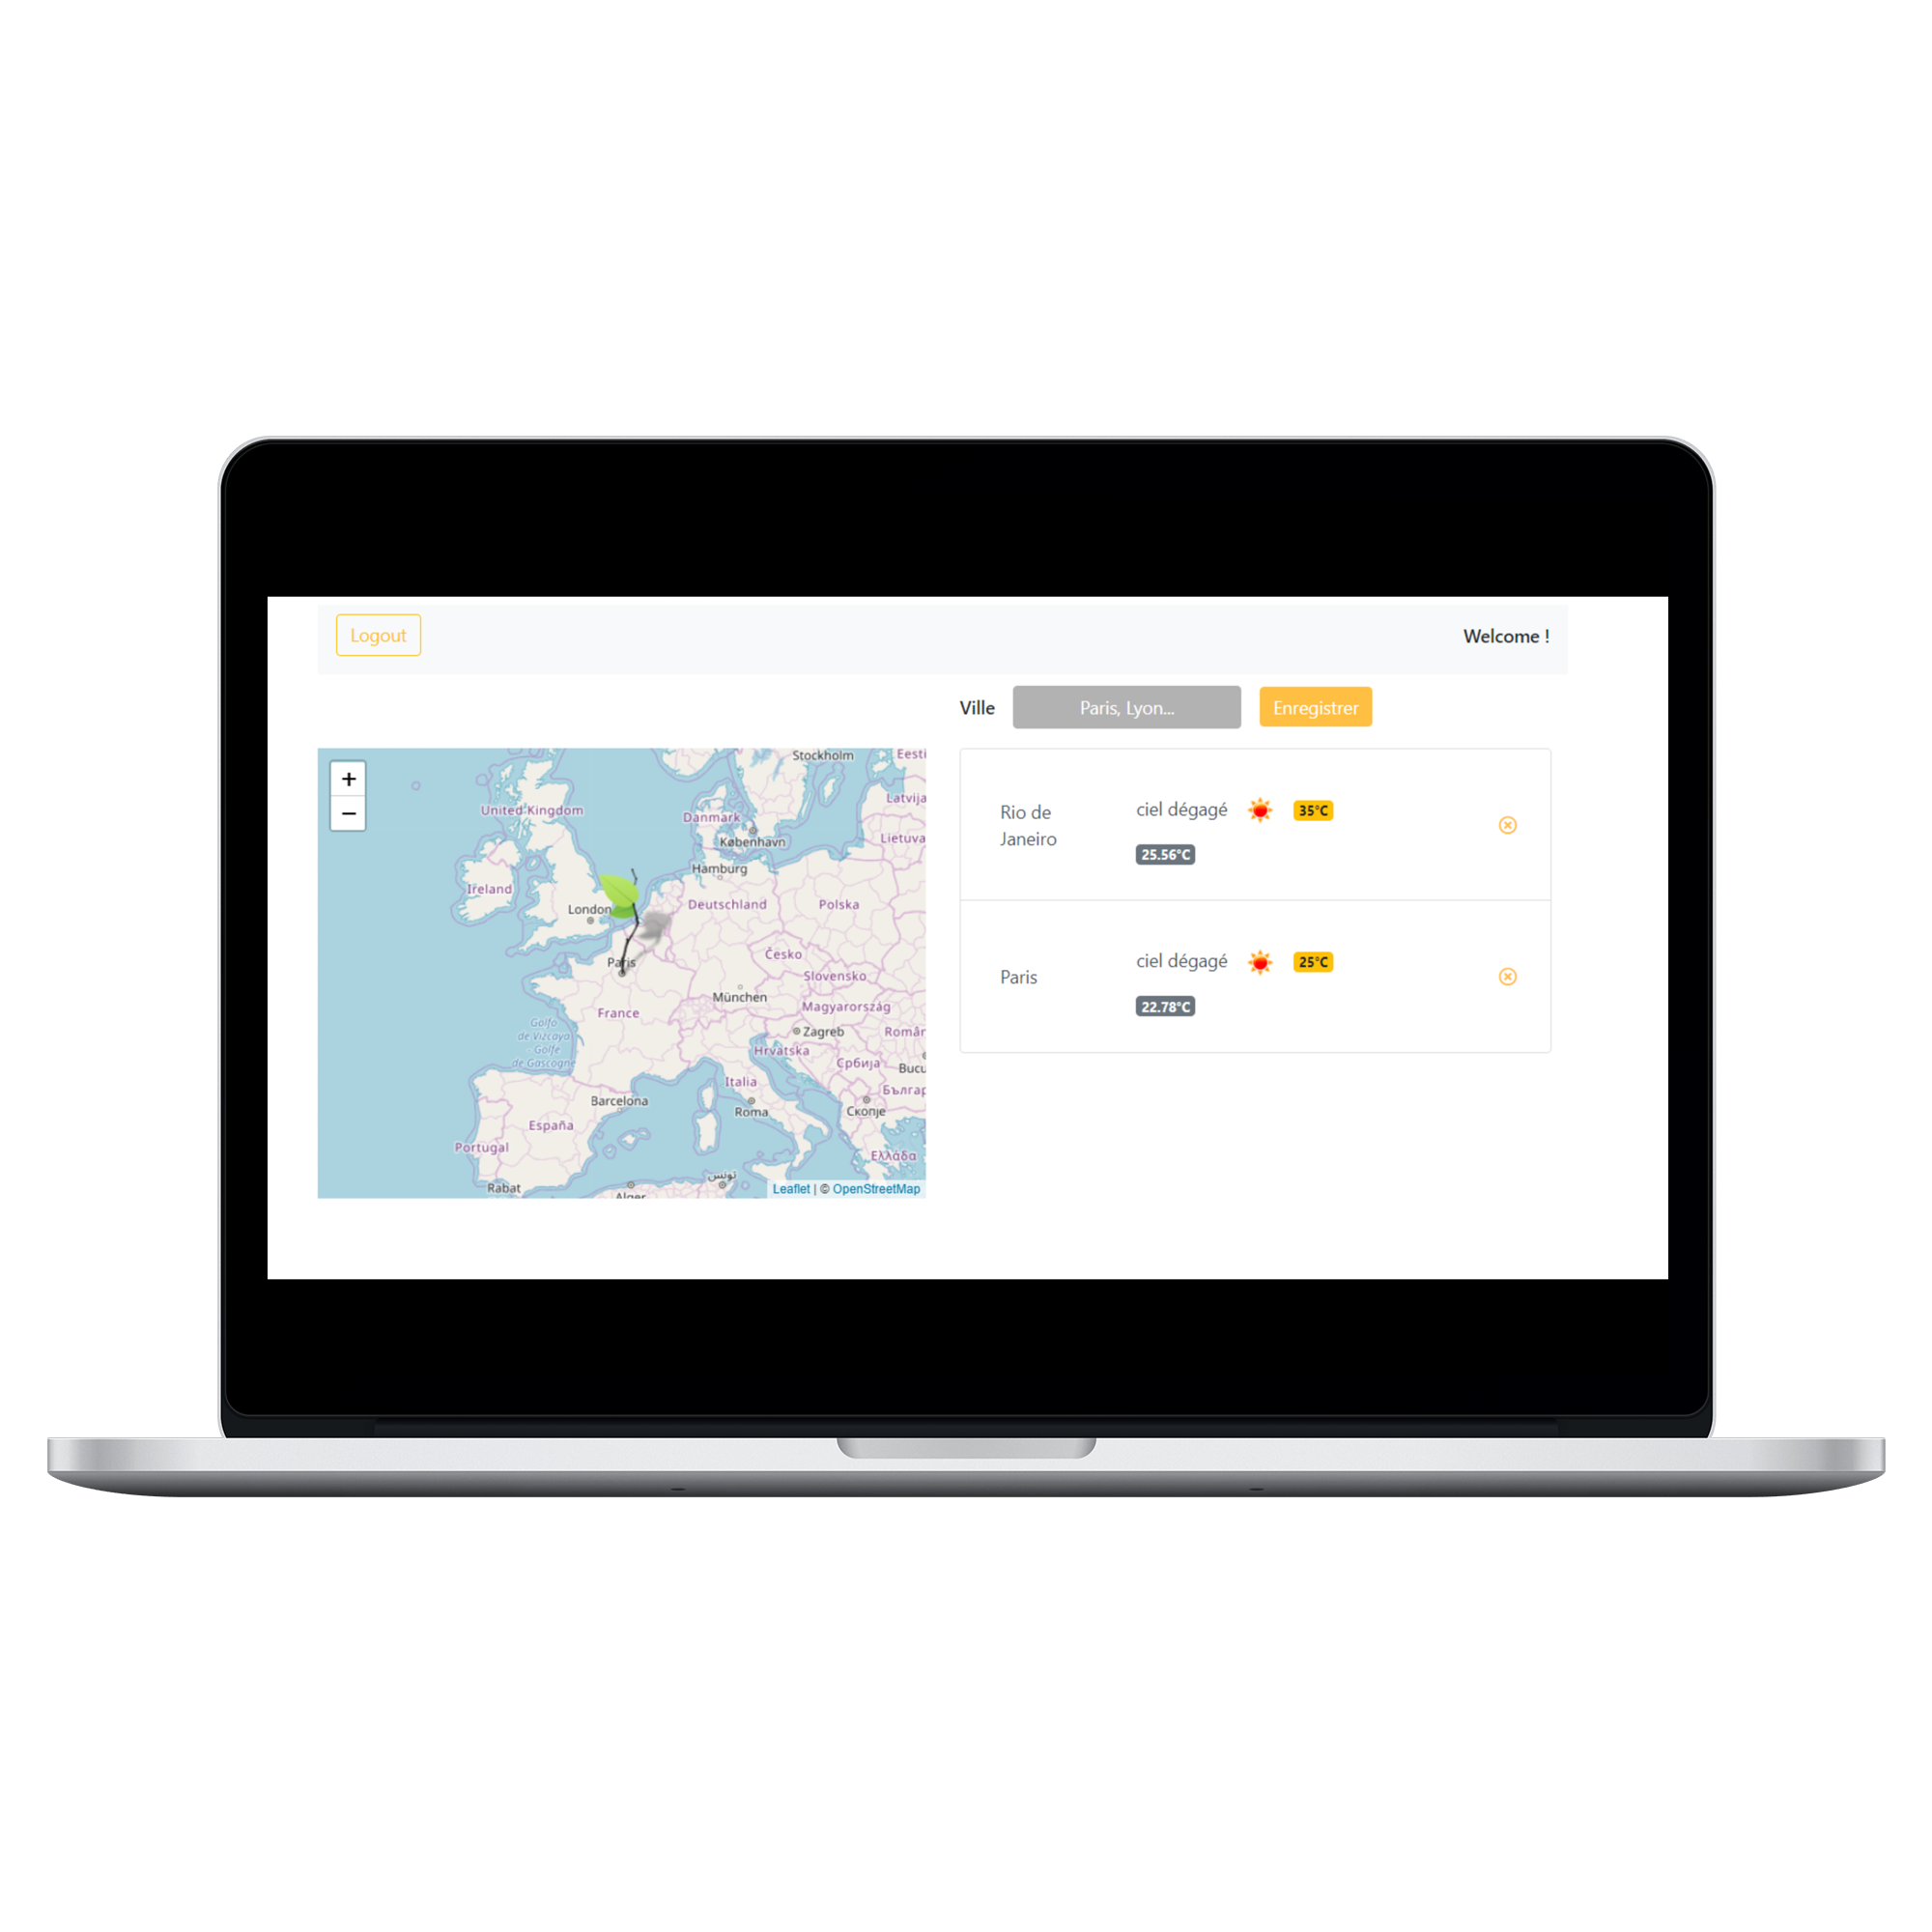 Logout
Welcome !
Ville
Paris, Lyon...
Enregistrer
+
−
Stockholm
Eesti
Latvija
United Kingdom
Danmark
København
Lietuva
Hamburg
Ireland
Deutschland
Polska
London
Česko
Paris
Slovensko
München
Magyarország
France
Zagreb
Român
Golfo
de Vizcaya
- Golfe
de Gascogne
Hrvatska
Србија
Bucu
Italia
Българ
Barcelona
Roma
Скопје
España
Portugal
Ελλάδα
تونس
Rabat
Alger
Leaflet | © OpenStreetMap
Rio de
Janeiro
ciel dégagé
35°C
25.56°C
Paris
ciel dégagé
25°C
22.78°C